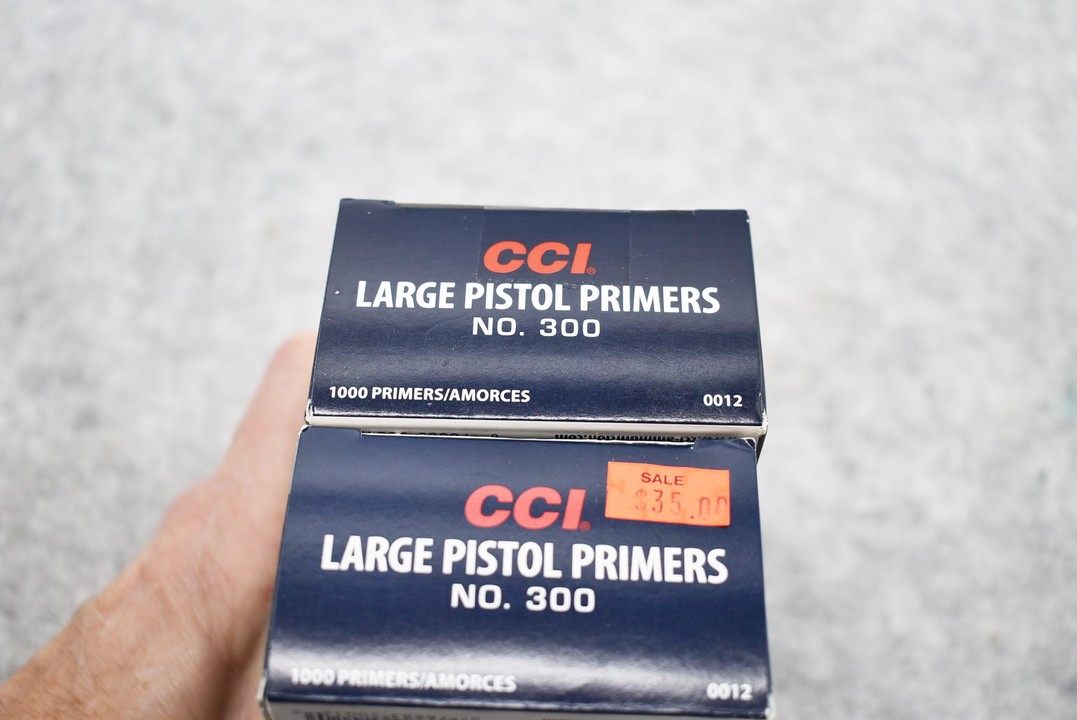 CCI®
LARGE PISTOL PRIMERS
NO. 300
1000 PRIMERS/AMORCES 0012
SALE
$35.00
CCI®
LARGE PISTOL PRIMERS
NO. 300
1000 PRIMERS/AMORCES 0012